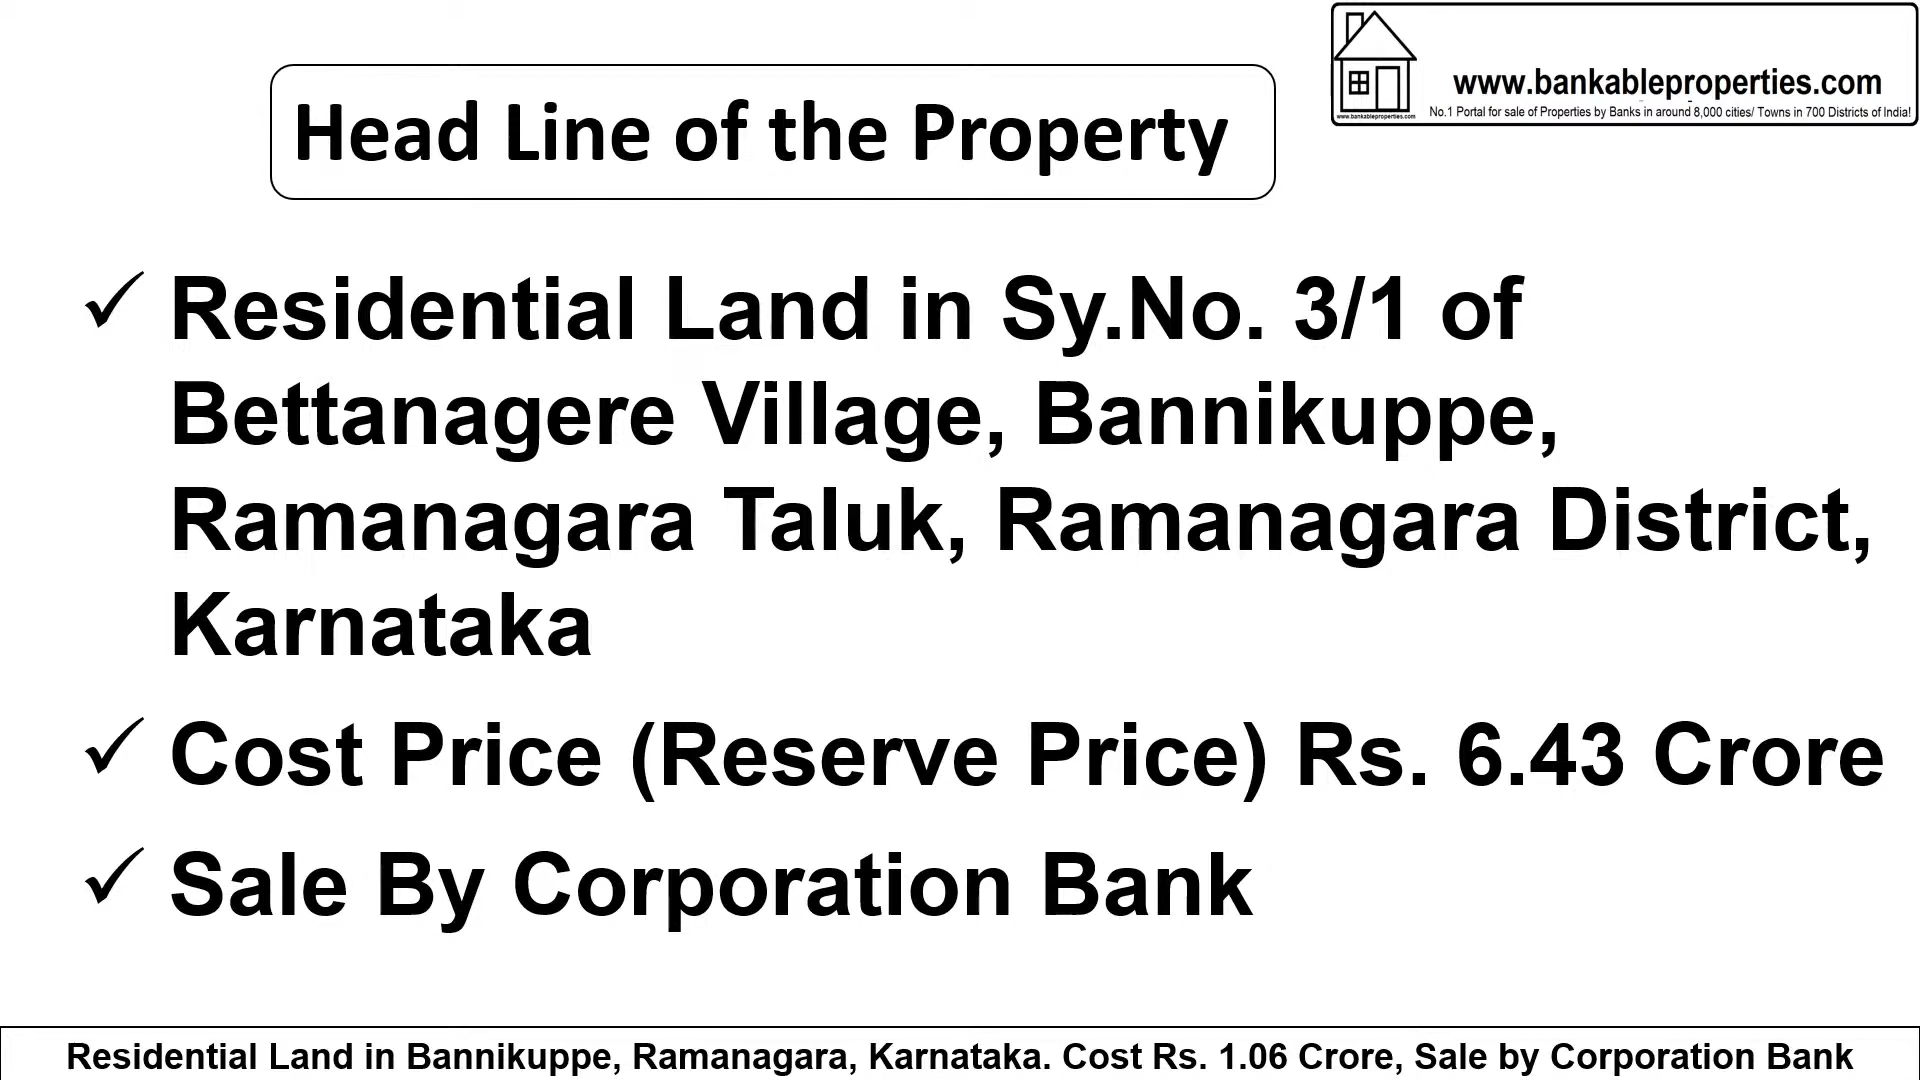 www.bankableproperties.com
No.1 Portal for sale of Properties by Banks in around 8,000 cities/ Towns in 700 Districts of India!
www.bankableproperties.com
Head Line of the Property
✓ Residential Land in Sy.No. 3/1 of
Bettanagere Village, Bannikuppe,
Ramanagara Taluk, Ramanagara District,
Karnataka
✓ Cost Price (Reserve Price) Rs. 6.43 Crore
✓ Sale By Corporation Bank
Residential Land in Bannikuppe, Ramanagara, Karnataka. Cost Rs. 1.06 Crore, Sale by Corporation Bank